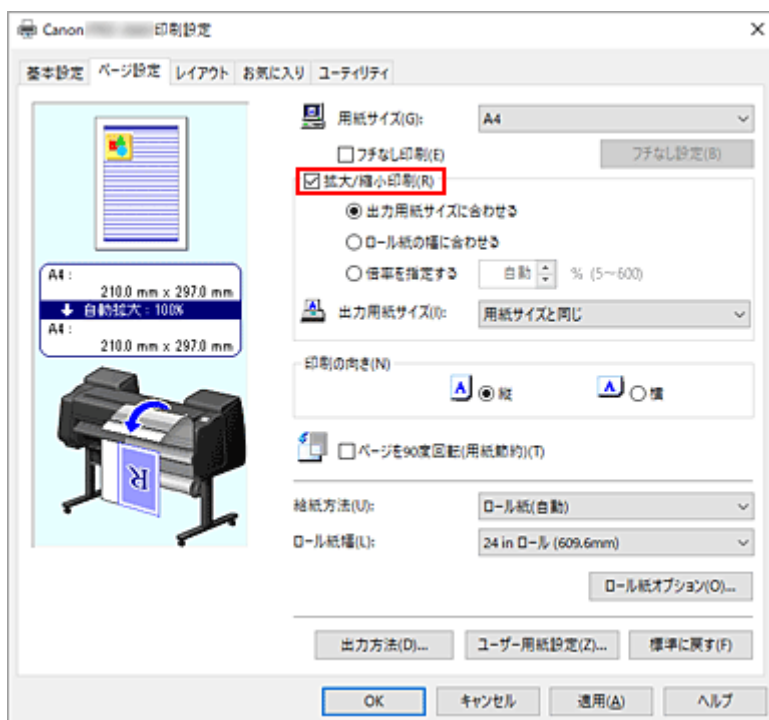 Canon 印刷設定
基本設定 ページ設定 レイアウト お気に入り ユーティリティ
用紙サイズ(G): A4
フチなし印刷(E) フチなし設定(B)
拡大/縮小印刷(R)
出力用紙サイズに合わせる
ロール紙の幅に合わせる
倍率を指定する 自動 % (5～600)
出力用紙サイズ(I): 用紙サイズと同じ
A4 :
210.0 mm x 297.0 mm
自動拡大 : 100%
A4 :
210.0 mm x 297.0 mm
印刷の向き(N)
A 縦 A 横
ページを90度回転(用紙節約)(T)
R
給紙方法(U): ロール紙(自動)
ロール紙幅(L): 24 in ロール (609.6mm)
ロール紙オプション(O)...
出力方法(D)... ユーザー用紙設定(Z)... 標準に戻す(F)
OK キャンセル 適用(A) ヘルプ